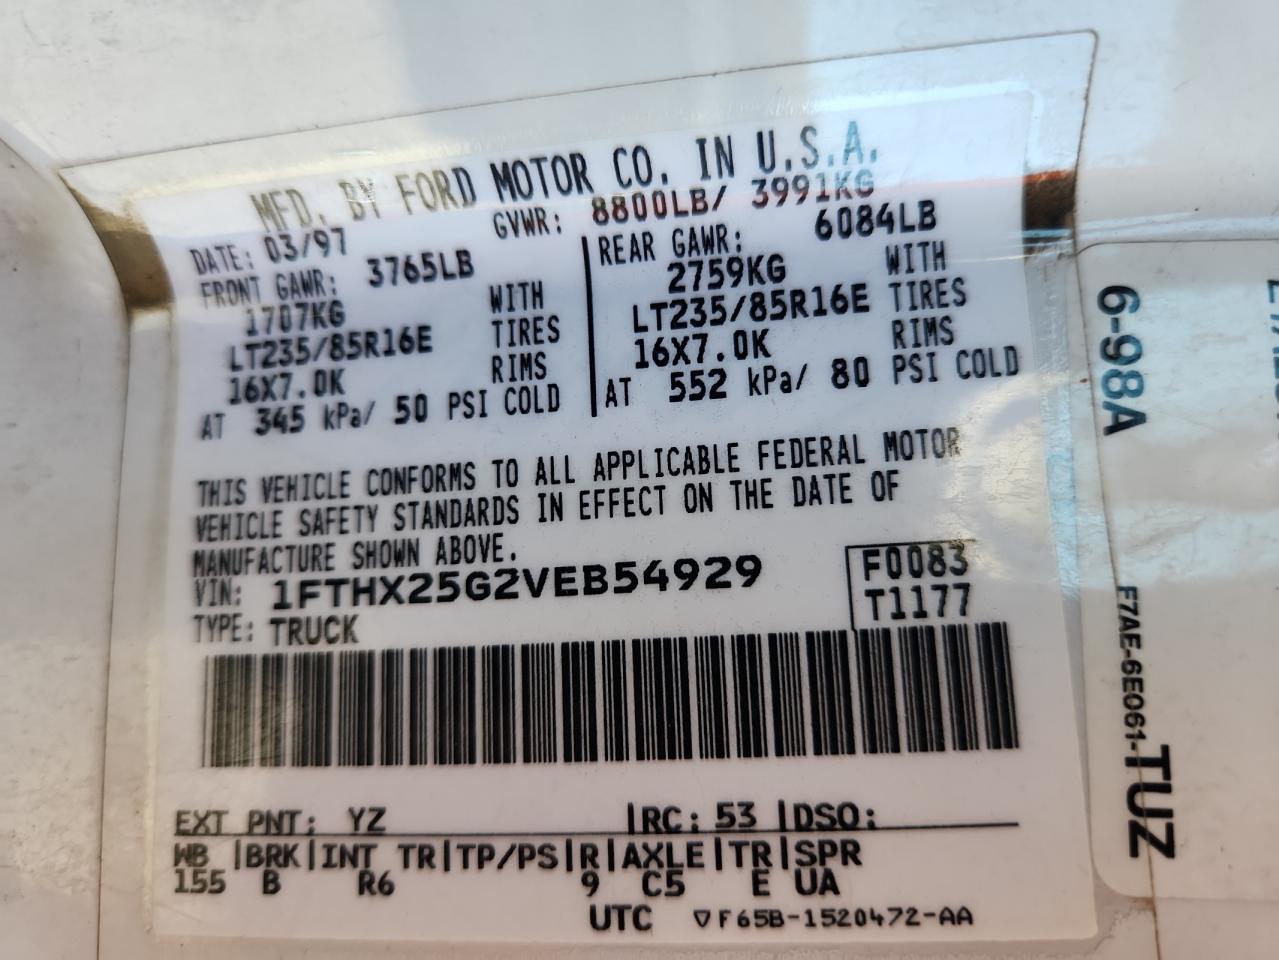 MFD. BY FORD MOTOR CO. IN U.S.A.
DATE: 03/97 GVWR: 8800LB/ 3991KG
FRONT GAWR: 3765LB
1707KG WITH
LT235/85R16E TIRES
16X7.0K RIMS
AT 345 kPa/ 50 PSI COLD
REAR GAWR: 6084LB
2759KG WITH
LT235/85R16E TIRES
16X7.0K RIMS
AT 552 kPa/ 80 PSI COLD
THIS VEHICLE CONFORMS TO ALL APPLICABLE FEDERAL MOTOR
VEHICLE SAFETY STANDARDS IN EFFECT ON THE DATE OF
MANUFACTURE SHOWN ABOVE.
VIN: 1FTHX25G2VEB54929
TYPE: TRUCK
F0083
T1177
EXT PNT: YZ |RC: 53 |DSO:
WB |BRK|INT TR|TP/PS|R|AXLE|TR|SPR
155 B R6 9 C5 E UA
UTC ▽F65B-1520472-AA
6-98A
F7AE-6E061-TUZ